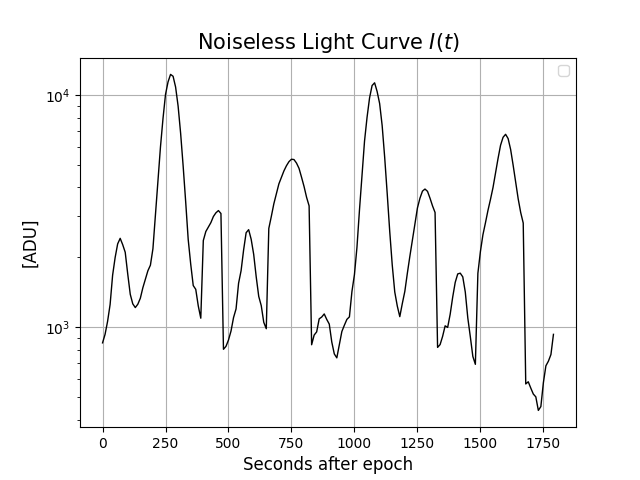 Noiseless Light Curve I(t)
[ADU]
10^4
10^3
0 250 500 750 1000 1250 1500 1750
Seconds after epoch